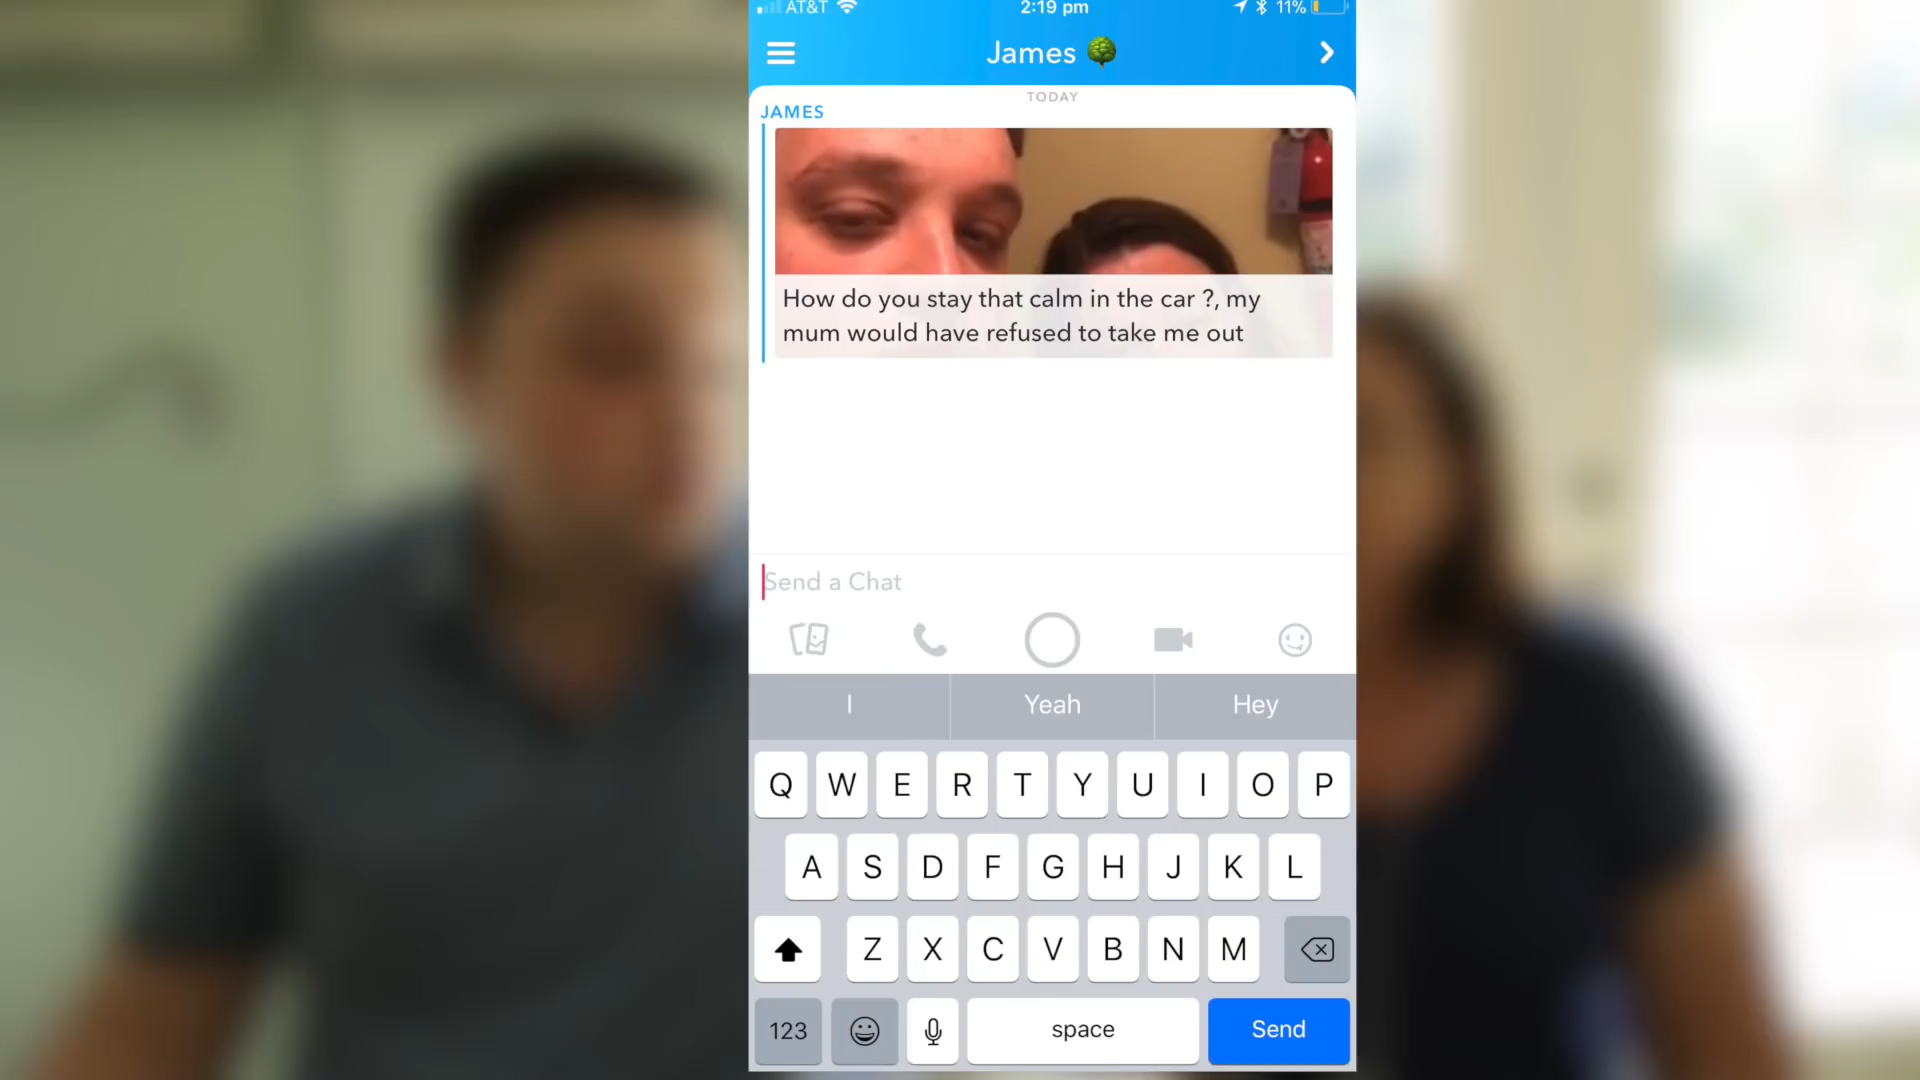 AT&T 2:19 pm 11%
James
TODAY
JAMES
How do you stay that calm in the car ?, my
mum would have refused to take me out
Send a Chat
I Yeah Hey
Q W E R T Y U I O P
A S D F G H J K L
Z X C V B N M
123 space Send